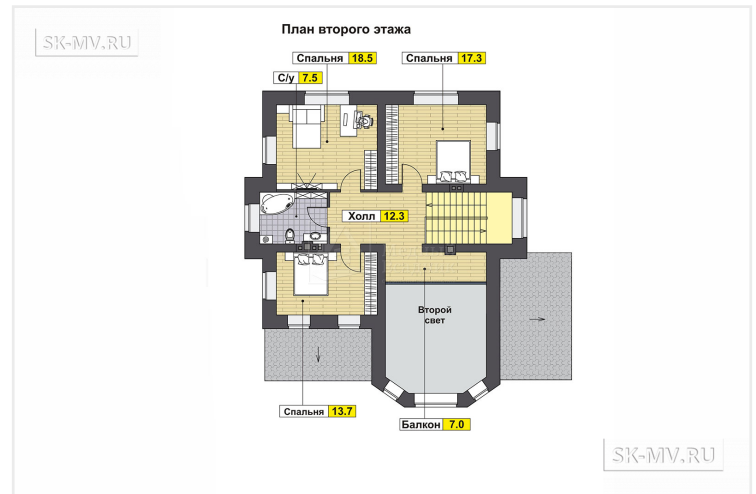 План второго этажа
SK-MV.RU
Спальня 18.5
Спальня 17.3
С/у 7.5
Холл 12.3
Второй
свет
Спальня 13.7
Балкон 7.0
SK-MV.RU